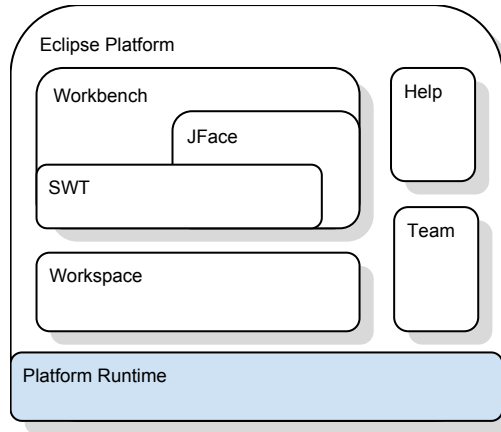 Eclipse Platform
Workbench
Help
JFace
SWT
Team
Workspace
Platform Runtime